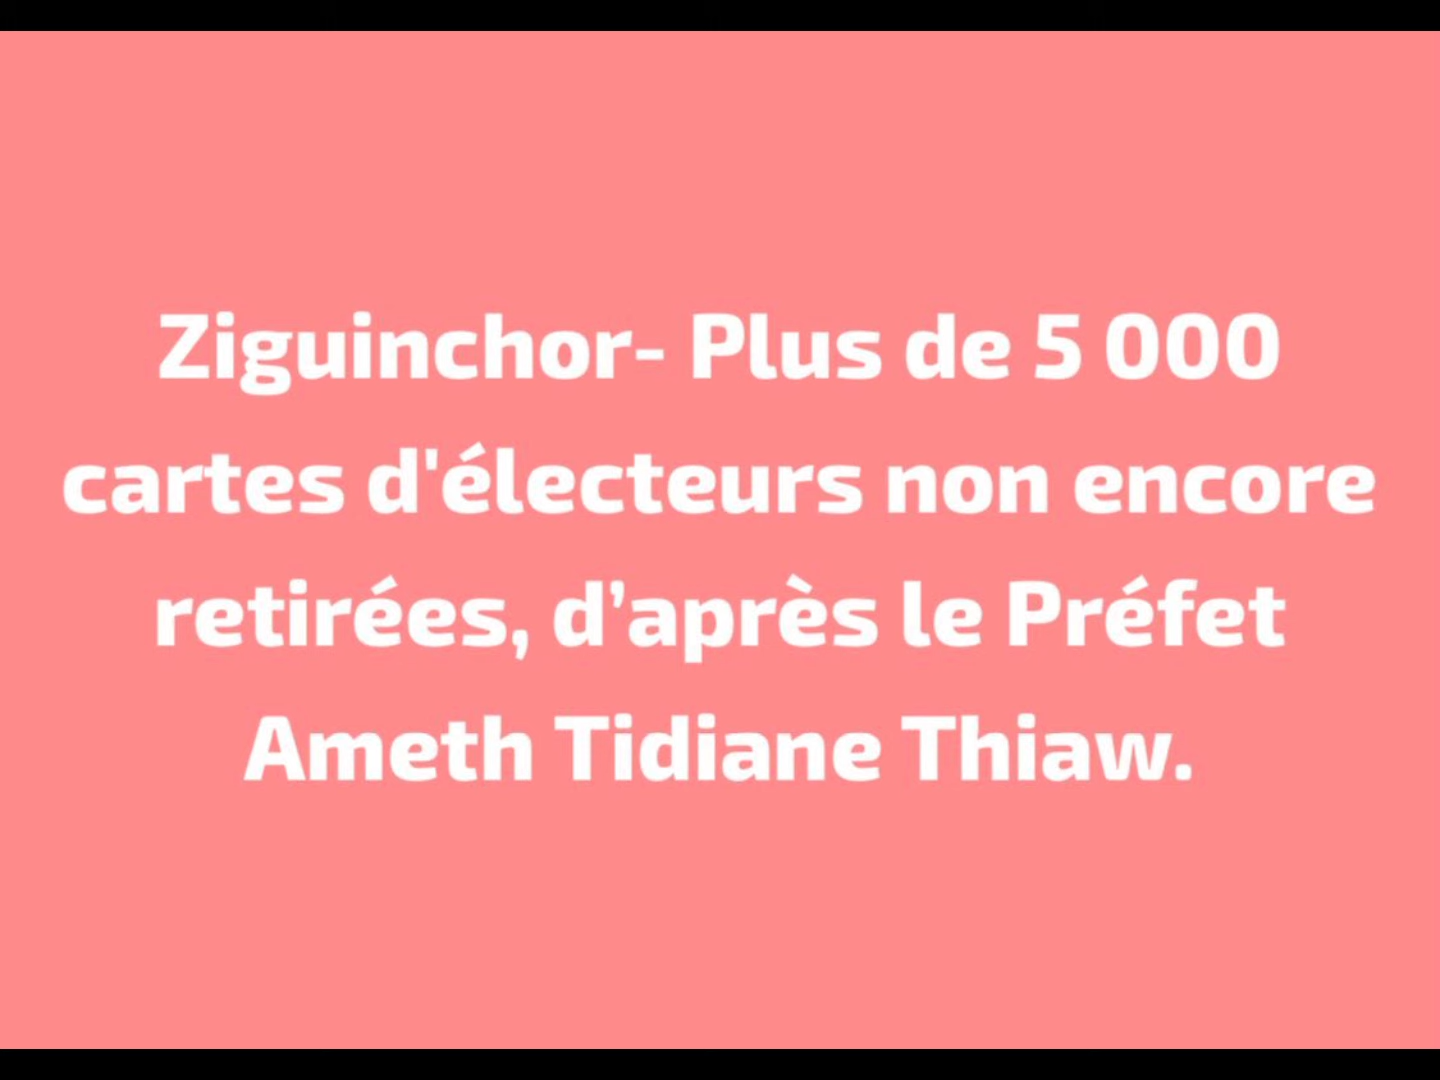 Ziguinchor- Plus de 5 000
cartes d'électeurs non encore
retirées, d’après le Préfet
Ameth Tidiane Thiaw.